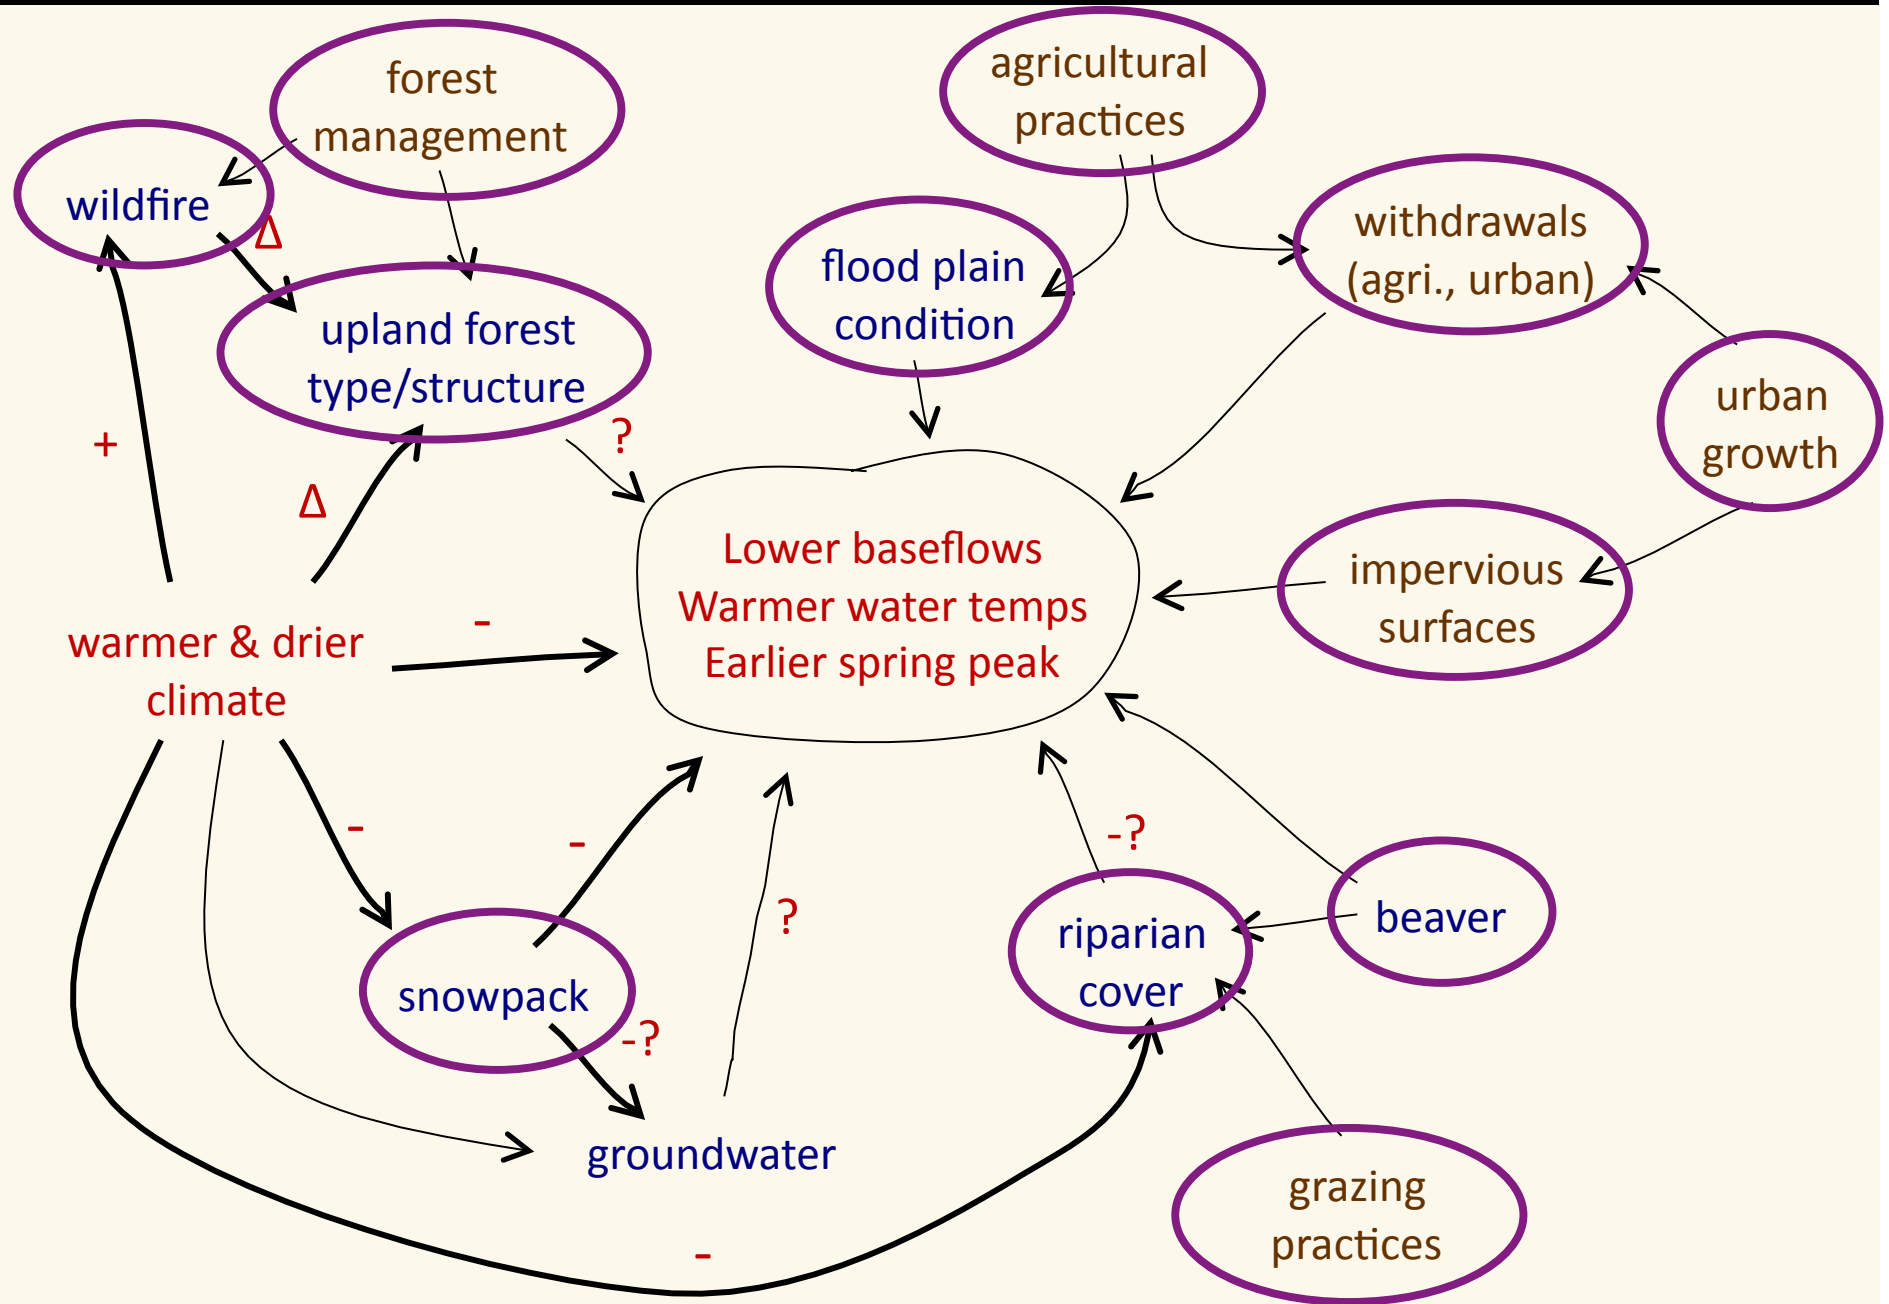 forest
management
agricultural
practices
wildfire
Δ
withdrawals
(agri., urban)
flood plain
condition
upland forest
type/structure
urban
growth
+
?
Δ
Lower baseflows
Warmer water temps
Earlier spring peak
impervious
surfaces
warmer & drier
climate
-
-
-
-?
?
riparian
cover
beaver
snowpack
-?
groundwater
grazing
practices
-